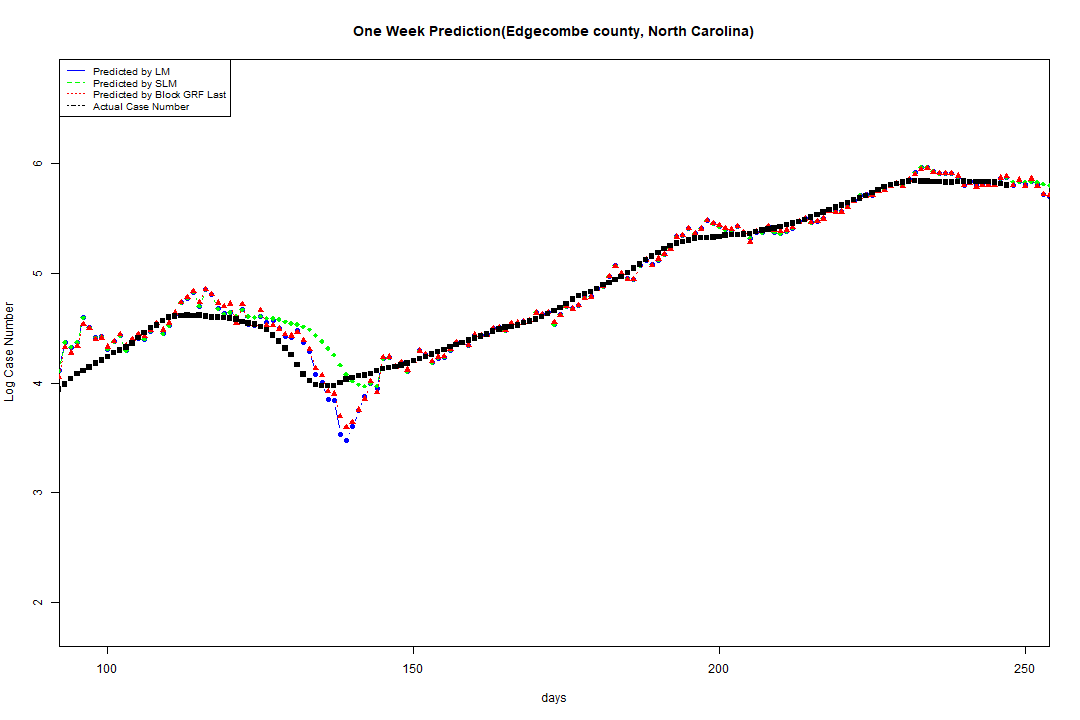 One Week Prediction(Edgecombe county, North Carolina)
Predicted by LM
Predicted by SLM
Predicted by Block GRF Last
Actual Case Number
Log Case Number
6
5
4
3
2
100 150 200 250
days